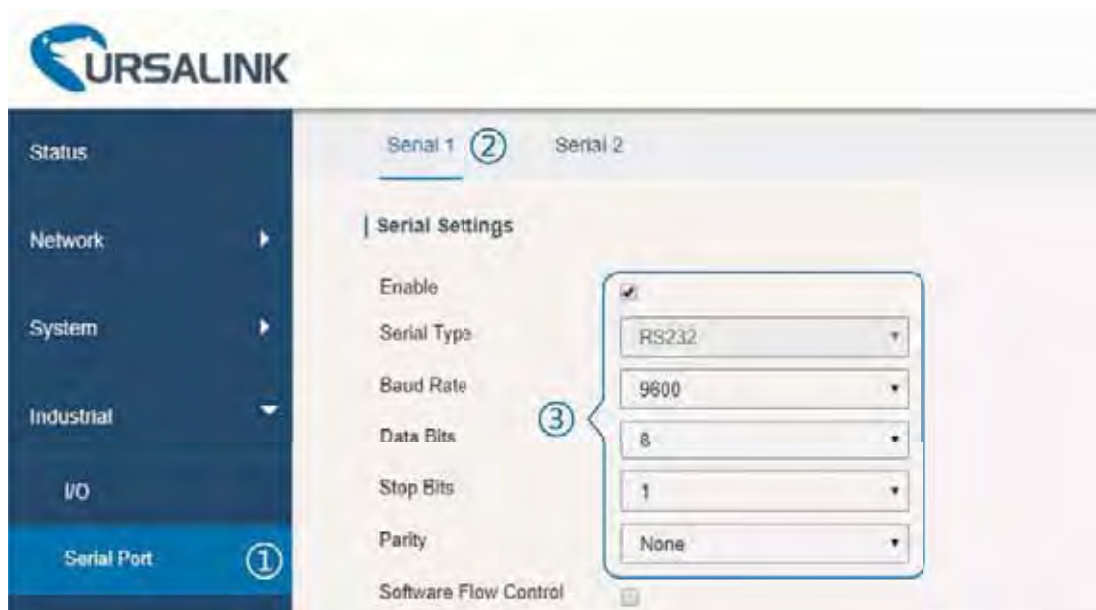 URSALINK
Status
Serial 1 ② Serial 2
Network
Serial Settings
Enable
System
Serial Type RS232
Baud Rate 9600
Industrial
③
Data Bits 8
I/O
Stop Bits 1
Serial Port ①
Parity None
Software Flow Control